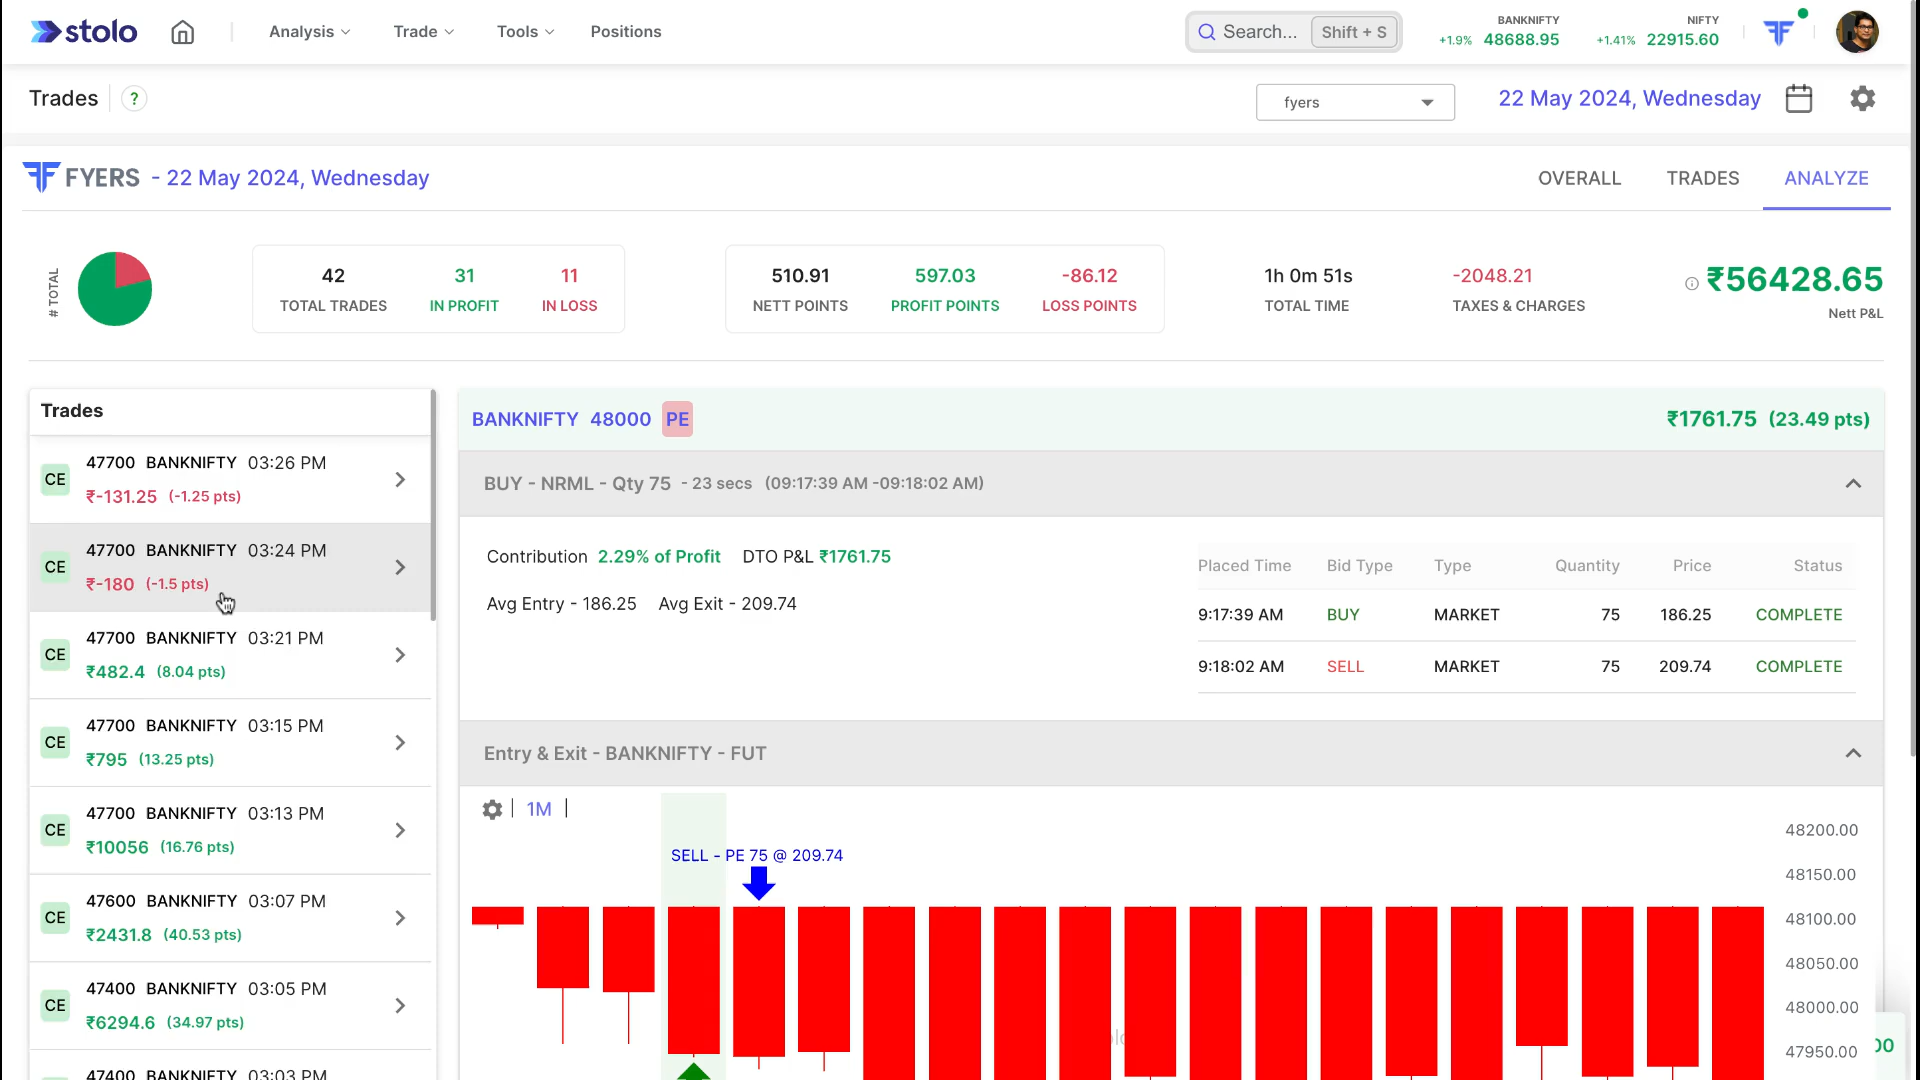 stolo
Analysis Trade Tools Positions
Search... Shift + S
BANKNIFTY
+1.9% 48688.95
NIFTY
+1.41% 22915.60
Trades ?
fyers
22 May 2024, Wednesday
FYERS - 22 May 2024, Wednesday
OVERALL TRADES ANALYZE
# TOTAL
42 31 11
TOTAL TRADES IN PROFIT IN LOSS
510.91 597.03 -86.12
NETT POINTS PROFIT POINTS LOSS POINTS
1h 0m 51s
TOTAL TIME
-2048.21
TAXES & CHARGES
₹56428.65
Nett P&L
Trades
CE 47700 BANKNIFTY 03:26 PM
₹-131.25 (-1.25 pts)
CE 47700 BANKNIFTY 03:24 PM
₹-180 (-1.5 pts)
CE 47700 BANKNIFTY 03:21 PM
₹482.4 (8.04 pts)
CE 47700 BANKNIFTY 03:15 PM
₹795 (13.25 pts)
CE 47700 BANKNIFTY 03:13 PM
₹10056 (16.76 pts)
CE 47600 BANKNIFTY 03:07 PM
₹2431.8 (40.53 pts)
CE 47400 BANKNIFTY 03:05 PM
₹6294.6 (34.97 pts)
47400 BANKNIFTY 03:03 PM
BANKNIFTY 48000 PE
₹1761.75 (23.49 pts)
BUY - NRML - Qty 75 - 23 secs (09:17:39 AM -09:18:02 AM)
Contribution 2.29% of Profit DTO P&L ₹1761.75
Avg Entry - 186.25 Avg Exit - 209.74
Placed Time Bid Type Type Quantity Price Status
9:17:39 AM BUY MARKET 75 186.25 COMPLETE
9:18:02 AM SELL MARKET 75 209.74 COMPLETE
Entry & Exit - BANKNIFTY - FUT
1M
SELL - PE 75 @ 209.74
48200.00
48150.00
48100.00
48050.00
48000.00
47950.00